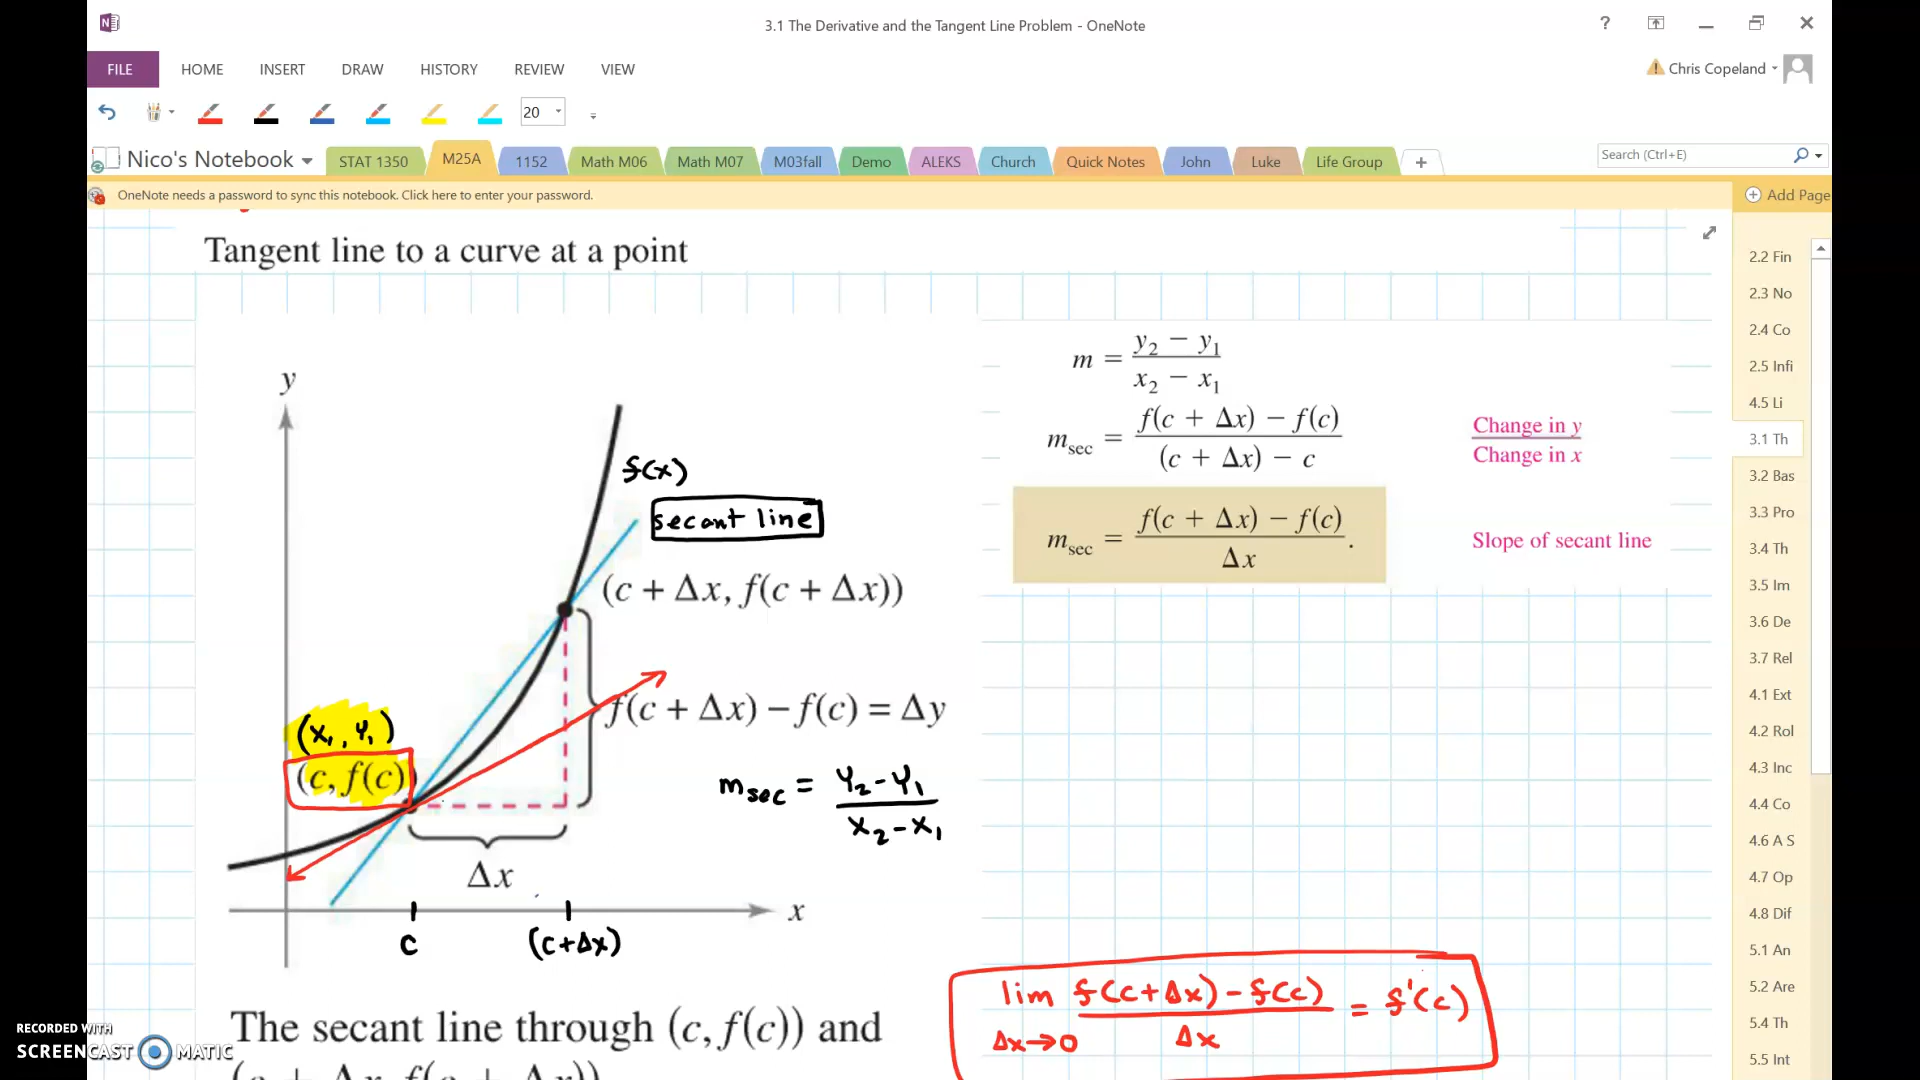 3.1 The Derivative and the Tangent Line Problem - OneNote
?
FILE HOME INSERT DRAW HISTORY REVIEW VIEW
Chris Copeland
20
Nico's Notebook
STAT 1350 M25A 1152 Math M06 Math M07 M03fall Demo ALEKS Church Quick Notes John Luke Life Group +
Search (Ctrl+E)
OneNote needs a password to sync this notebook. Click here to enter your password.
Add Page
Tangent line to a curve at a point
y
f(x)
secant line
(c + Δx, f(c + Δx))
f(c + Δx) − f(c) = Δy
(x₁, y₁)
(c, f(c))
m sec = y₂ - y₁ / x₂ - x₁
Δx
x
c
(c+Δx)
m = y₂ − y₁ / x₂ − x₁
m sec = f(c + Δx) − f(c) / (c + Δx) − c
Change in y
Change in x
m sec = f(c + Δx) − f(c) / Δx .
Slope of secant line
lim Δx→0 f(c+Δx) - f(c) / Δx = f'(c)
The secant line through (c, f(c)) and
(c + Δx, f(c + Δx))
2.2 Fin
2.3 No
2.4 Co
2.5 Infi
4.5 Li
3.1 Th
3.2 Bas
3.3 Pro
3.4 Th
3.5 Im
3.6 De
3.7 Rel
4.1 Ext
4.2 Rol
4.3 Inc
4.4 Co
4.6 A S
4.7 Op
4.8 Dif
5.1 An
5.2 Are
5.4 Th
5.5 Int
RECORDED WITH
SCREENCAST MATIC